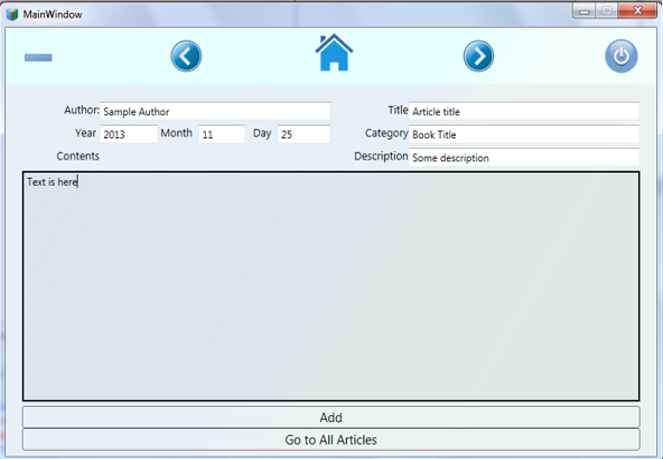 MainWindow
Author: Sample Author Title Article title
Year 2013 Month 11 Day 25 Category Book Title
Contents Description Some description
Text is here
Add
Go to All Articles